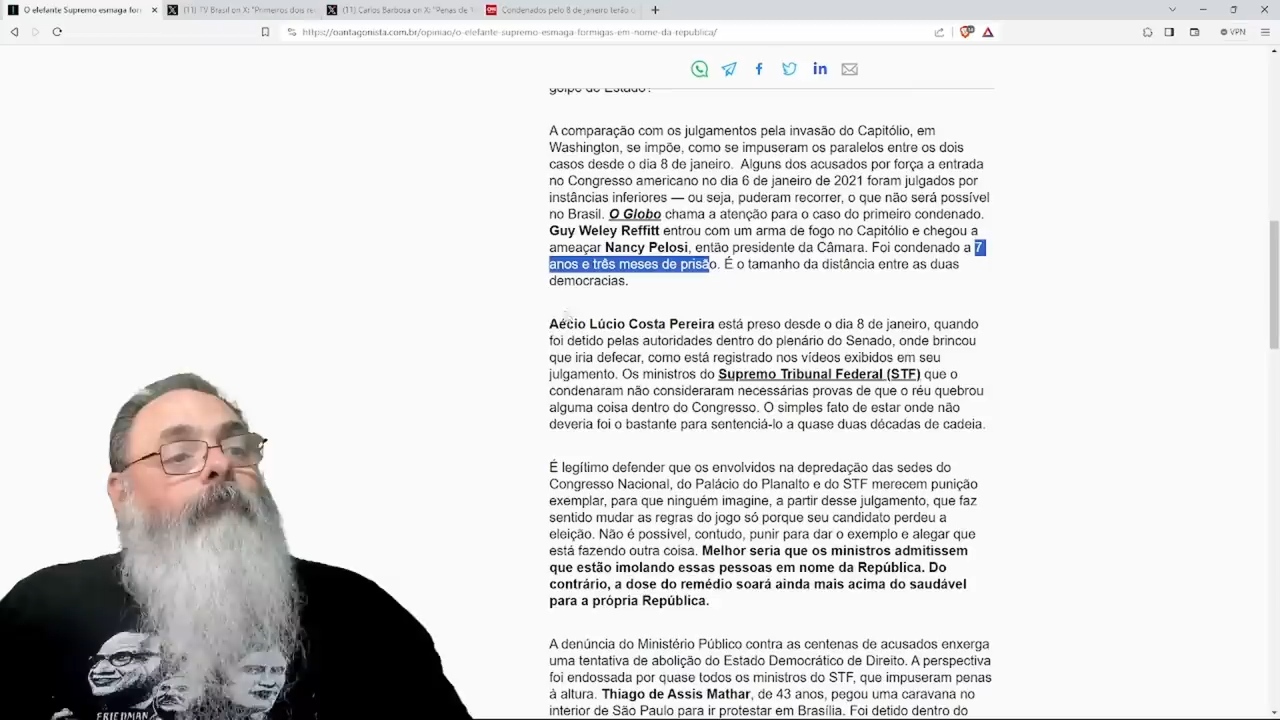 O elefante Supremo esmaga formi
(11) TV Brasil on X: "Primeiros dois re
(11) Carlos Barbosa on X: "Penas de
Condenados pelo 8 de janeiro terão
https://oantagonista.com.br/opiniao/o-elefante-supremo-esmaga-formigas-em-nome-da-republica/
VPN
golpe de Estado?
A comparação com os julgamentos pela invasão do Capitólio, em
Washington, se impõe, como se impuseram os paralelos entre os dois
casos desde o dia 8 de janeiro. Alguns dos acusados por força a entrada
no Congresso americano no dia 6 de janeiro de 2021 foram julgados por
instâncias inferiores — ou seja, puderam recorrer, o que não será possível
no Brasil. O Globo chama a atenção para o caso do primeiro condenado.
Guy Weley Reffitt entrou com um arma de fogo no Capitólio e chegou a
ameaçar Nancy Pelosi, então presidente da Câmara. Foi condenado a 7
anos e três meses de prisão. É o tamanho da distância entre as duas
democracias.
Aécio Lúcio Costa Pereira está preso desde o dia 8 de janeiro, quando
foi detido pelas autoridades dentro do plenário do Senado, onde brincou
que iria defecar, como está registrado nos vídeos exibidos em seu
julgamento. Os ministros do Supremo Tribunal Federal (STF) que o
condenaram não consideraram necessárias provas de que o réu quebrou
alguma coisa dentro do Congresso. O simples fato de estar onde não
deveria foi o bastante para sentenciá-lo a quase duas décadas de cadeia.
É legítimo defender que os envolvidos na depredação das sedes do
Congresso Nacional, do Palácio do Planalto e do STF merecem punição
exemplar, para que ninguém imagine, a partir desse julgamento, que faz
sentido mudar as regras do jogo só porque seu candidato perdeu a
eleição. Não é possível, contudo, punir para dar o exemplo e alegar que
está fazendo outra coisa. Melhor seria que os ministros admitissem
que estão imolando essas pessoas em nome da República. Do
contrário, a dose do remédio soará ainda mais acima do saudável
para a própria República.
A denúncia do Ministério Público contra as centenas de acusados enxerga
uma tentativa de abolição do Estado Democrático de Direito. A perspectiva
foi endossada por quase todos os ministros do STF, que impuseram penas
à altura. Thiago de Assis Mathar, de 43 anos, pegou uma caravana no
interior de São Paulo para ir protestar em Brasília. Foi detido dentro do
FRIEDMAN